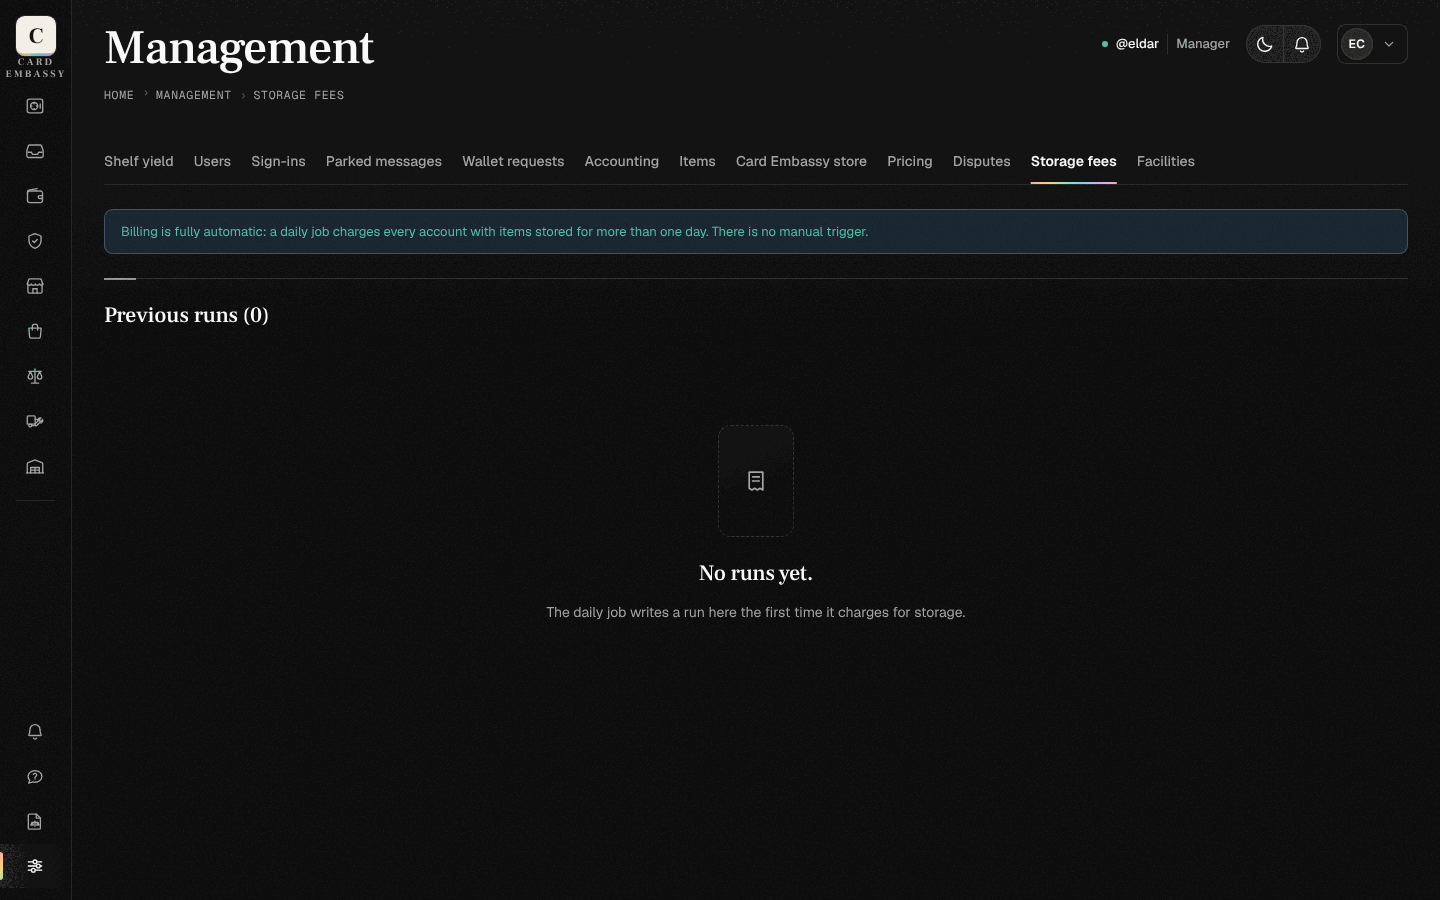 C
CARD
EMBASSY
Management
@eldar
Manager
EC
HOME › MANAGEMENT › STORAGE FEES
Shelf yield Users Sign-ins Parked messages Wallet requests Accounting Items Card Embassy store Pricing Disputes Storage fees Facilities
Billing is fully automatic: a daily job charges every account with items stored for more than one day. There is no manual trigger.
Previous runs (0)
No runs yet.
The daily job writes a run here the first time it charges for storage.